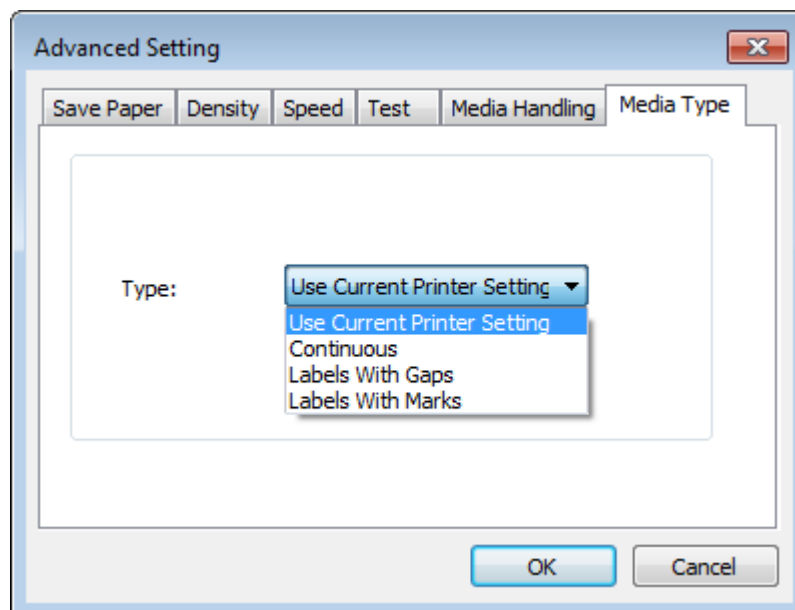 Advanced Setting
Save Paper Density Speed Test Media Handling Media Type
Type: Use Current Printer Setting
Use Current Printer Setting
Continuous
Labels With Gaps
Labels With Marks
OK Cancel